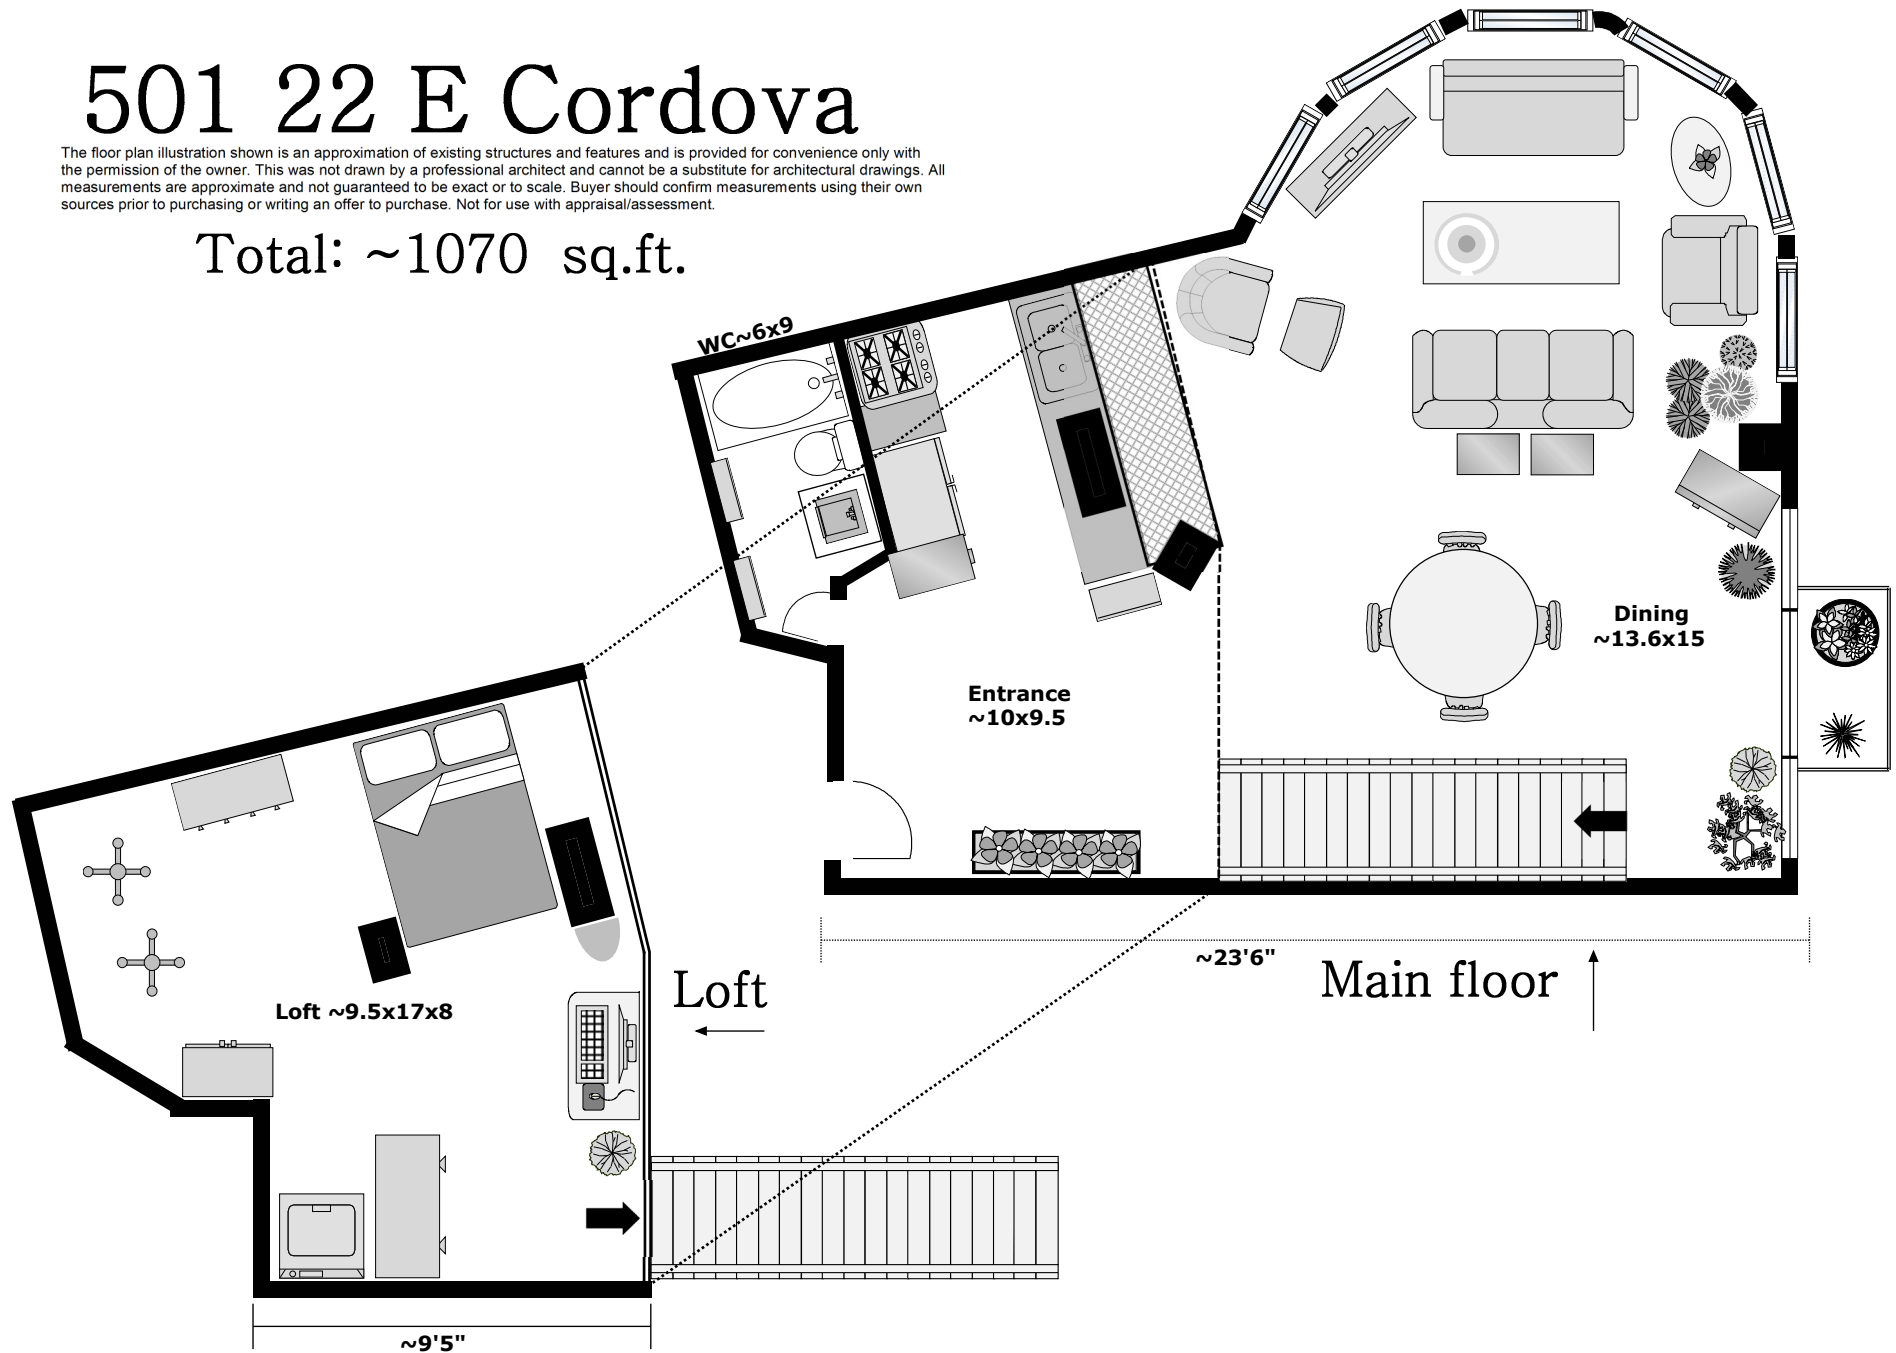 501 22 E Cordova
The floor plan illustration shown is an approximation of existing structures and features and is provided for convenience only with
the permission of the owner. This was not drawn by a professional architect and cannot be a substitute for architectural drawings. All
measurements are approximate and not guaranteed to be exact or to scale. Buyer should confirm measurements using their own
sources prior to purchasing or writing an offer to purchase. Not for use with appraisal/assessment.
Total: ~1070 sq.ft.
WC~6x9
Dining
~13.6x15
Entrance
~10x9.5
~23'6"
Main floor
Loft
Loft ~9.5x17x8
~9'5"